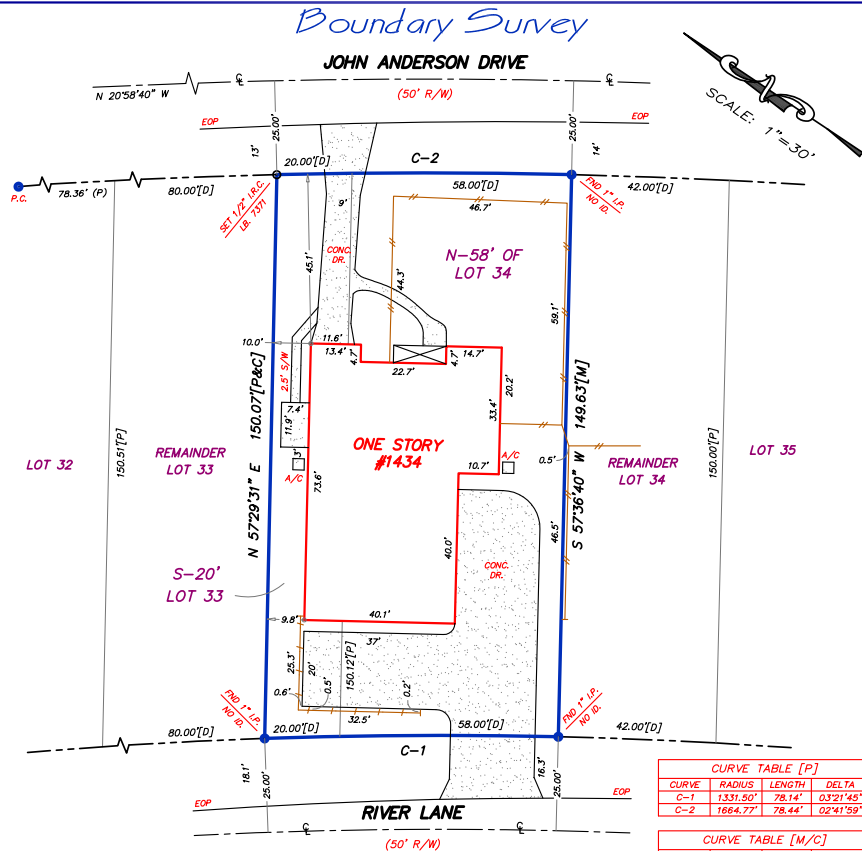 Boundary Survey
JOHN ANDERSON DRIVE
N 20°58'40" W
(50' R/W)
SCALE: 1"=30'
EOP
EOP
25.00'
25.00'
13'
14'
20.00'[D]
C-2
P.C.
78.36' (P)
80.00'[D]
58.00'[D]
42.00'[D]
SET 1/2" I.R.C.
LB. 7371
FND 1" I.P.
NO ID.
46.7'
9'
CONC.
DR.
N-58' OF
LOT 34
45.1'
44.3'
59.1'
10.0'
11.6'
13.4'
4.7'
22.7'
4.7'
14.7'
2.5' S/W
20.2'
33.4'
7.4'
11.9'
3'
A/C
ONE STORY
#1434
10.7'
A/C
0.5'
150.51'[P]
N 57°29'31" E 150.07'[P&C]
S 57°36'40" W 149.63'[M]
150.00'[P]
LOT 32
REMAINDER
LOT 33
REMAINDER
LOT 34
LOT 35
73.6'
40.0'
46.5'
CONC.
DR.
S-20'
LOT 33
9.8'
40.1'
37'
25.3'
20'
150.12'[P]
0.6'
0.5'
0.2'
32.5'
FND 1" I.P.
NO ID.
FND 1" I.P.
NO ID.
80.00'[D]
20.00'[D]
58.00'[D]
42.00'[D]
C-1
18.1'
25.00'
16.3'
25.00'
EOP
EOP
RIVER LANE
(50' R/W)
CURVE TABLE [P]
CURVE RADIUS LENGTH DELTA
C-1 1331.50' 78.14' 03°21'45"
C-2 1664.77' 78.44' 02°41'59"
CURVE TABLE [M/C]